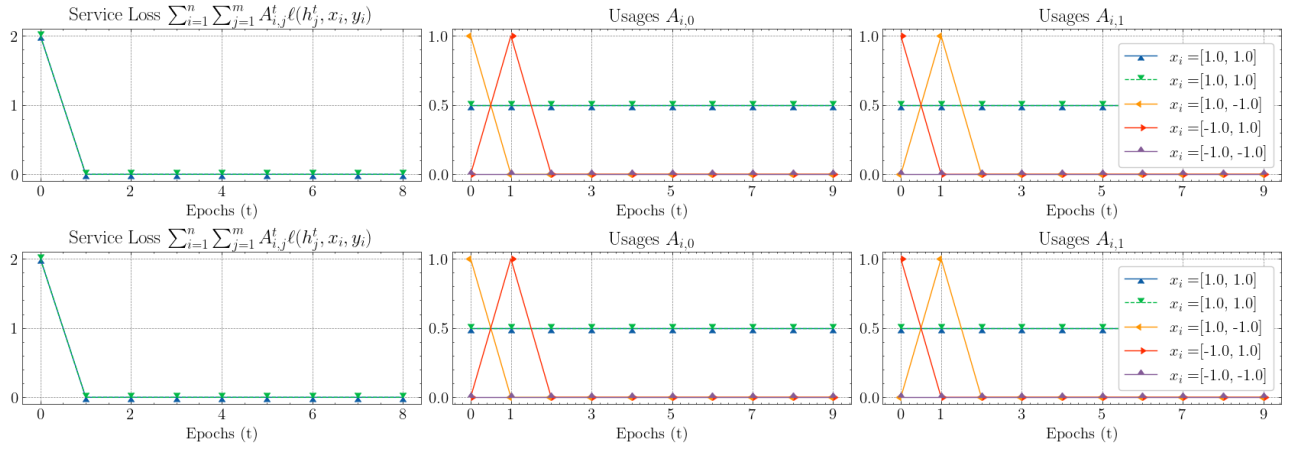 Service Loss $\sum_{i=1}^{n} \sum_{j=1}^{m} A_{i,j}^{t} \ell(h_j^t, x_i, y_i)$
2
1
0
0 2 4 6 8
Epochs (t)
Usages $A_{i,0}$
1.0
0.5
0.0
0 1 3 5 7 9
Epochs (t)
Usages $A_{i,1}$
1.0
0.5
0.0
0 1 3 5 7 9
Epochs (t)
$x_i$ =[1.0, 1.0]
$x_i$ =[1.0, 1.0]
$x_i$ =[1.0, -1.0]
$x_i$ =[-1.0, 1.0]
$x_i$ =[-1.0, -1.0]
Service Loss $\sum_{i=1}^{n} \sum_{j=1}^{m} A_{i,j}^{t} \ell(h_j^t, x_i, y_i)$
2
1
0
0 2 4 6 8
Epochs (t)
Usages $A_{i,0}$
1.0
0.5
0.0
0 1 3 5 7 9
Epochs (t)
Usages $A_{i,1}$
1.0
0.5
0.0
0 1 3 5 7 9
Epochs (t)
$x_i$ =[1.0, 1.0]
$x_i$ =[1.0, 1.0]
$x_i$ =[1.0, -1.0]
$x_i$ =[-1.0, 1.0]
$x_i$ =[-1.0, -1.0]